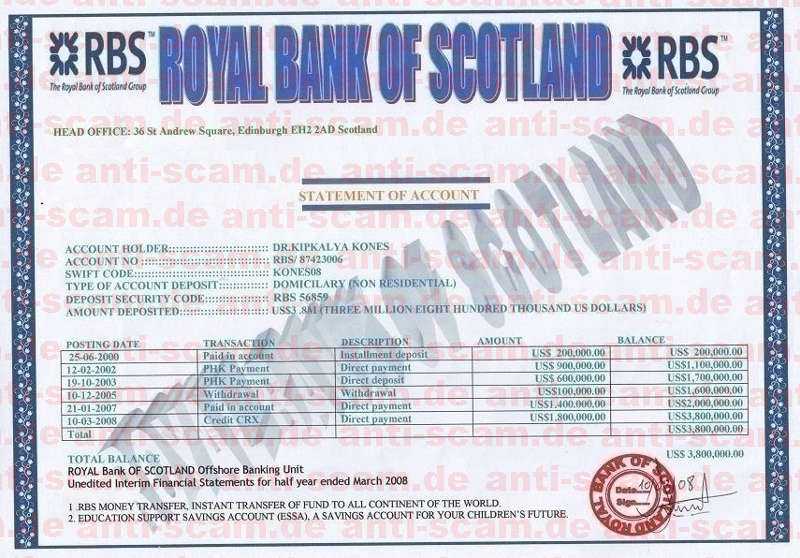 RBS™ ROYAL BANK OF SCOTLAND RBS™
The Royal Bank of Scotland Group The Royal Bank of Scotland Group
HEAD OFFICE: 36 St Andrew Square, Edinburgh EH2 2AD Scotland
anti-scam.de anti-scam.de anti-scam.de
STATEMENT OF ACCOUNT
ACCOUNT HOLDER: DR.KIPKALYA KONES
ACCOUNT NO: RBS/ 87423006
SWIFT CODE: KONES08
TYPE OF ACCOUNT DEPOSIT: DOMICILARY (NON RESIDENTIAL)
DEPOSIT SECURITY CODE: RBS 56859
AMOUNT DEPOSITED: US$3 .8M (THREE MILLION EIGHT HUNDRED THOUSAND US DOLLARS)
POSTING DATE TRANSACTION DESCRIPTION AMOUNT BALANCE
25-06-2000 Paid in account Installment deposit US$ 200,000.00 US$ 200,000.00
12-02-2002 PHK Payment Direct payment US$ 900,000.00 US$1,100,000.00
19-10-2003 PHK Payment Direct deposit US$ 600,000.00 US$1,700,000.00
10-12-2005 Withdrawal Withdrawal US$100,000.00 US$1,600,000.00
21-01-2007 Paid in account Direct payment US$1,400,000.00 US$2,000,000.00
10-03-2008 Credit CRX Direct payment US$1,800,000.00 US$3,800,000.00
Total
TOTAL BALANCE US$ 3,800,000.00
ROYAL Bank OF SCOTLAND Offshore Banking Unit
Unedited Interim Financial Statements for half year ended March 2008
1 .RBS MONEY TRANSFER, INSTANT TRANSFER OF FUND TO ALL CONTINENT OF THE WORLD.
2. EDUCATION SUPPORT SAVINGS ACCOUNT (ESSA), A SAVINGS ACCOUNT FOR YOUR CHILDREN'S FUTURE.
ROYAL BANK OF SCOTLAND
Date
Sign